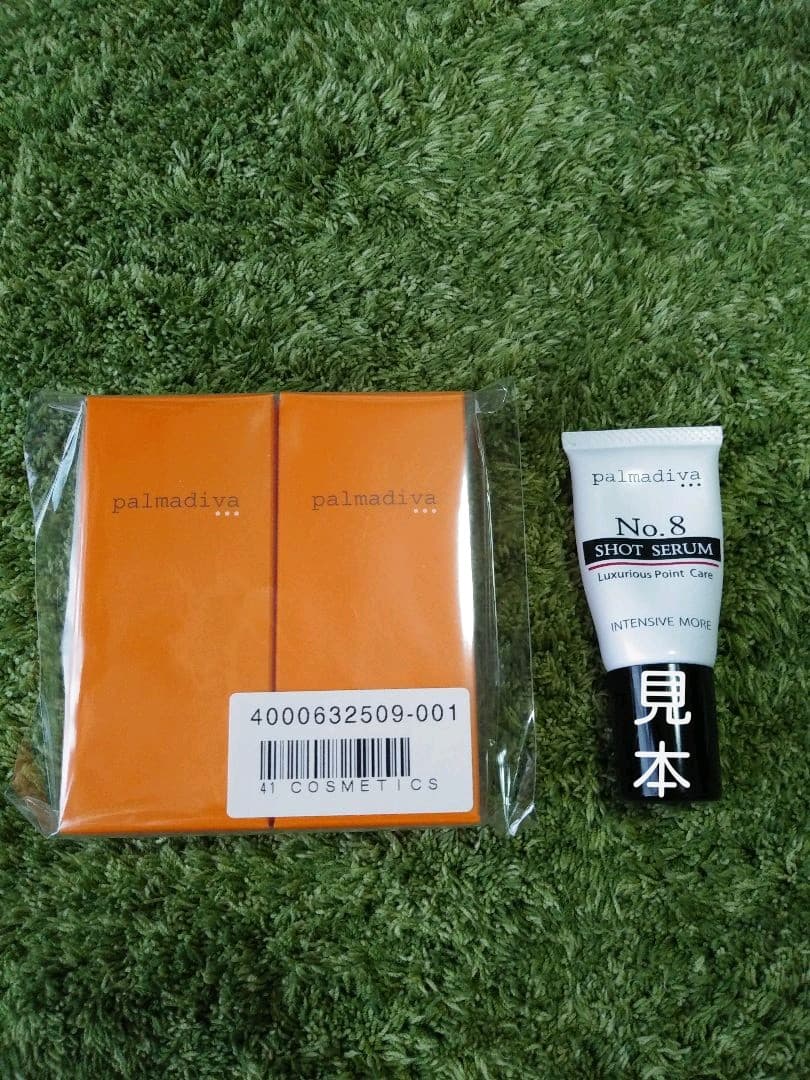 palmadiva
palmadiva
4000632509-001
41 COSMETICS
palmadiva
No.8
SHOT SERUM
Luxurious Point Care
INTENSIVE MORE
見本